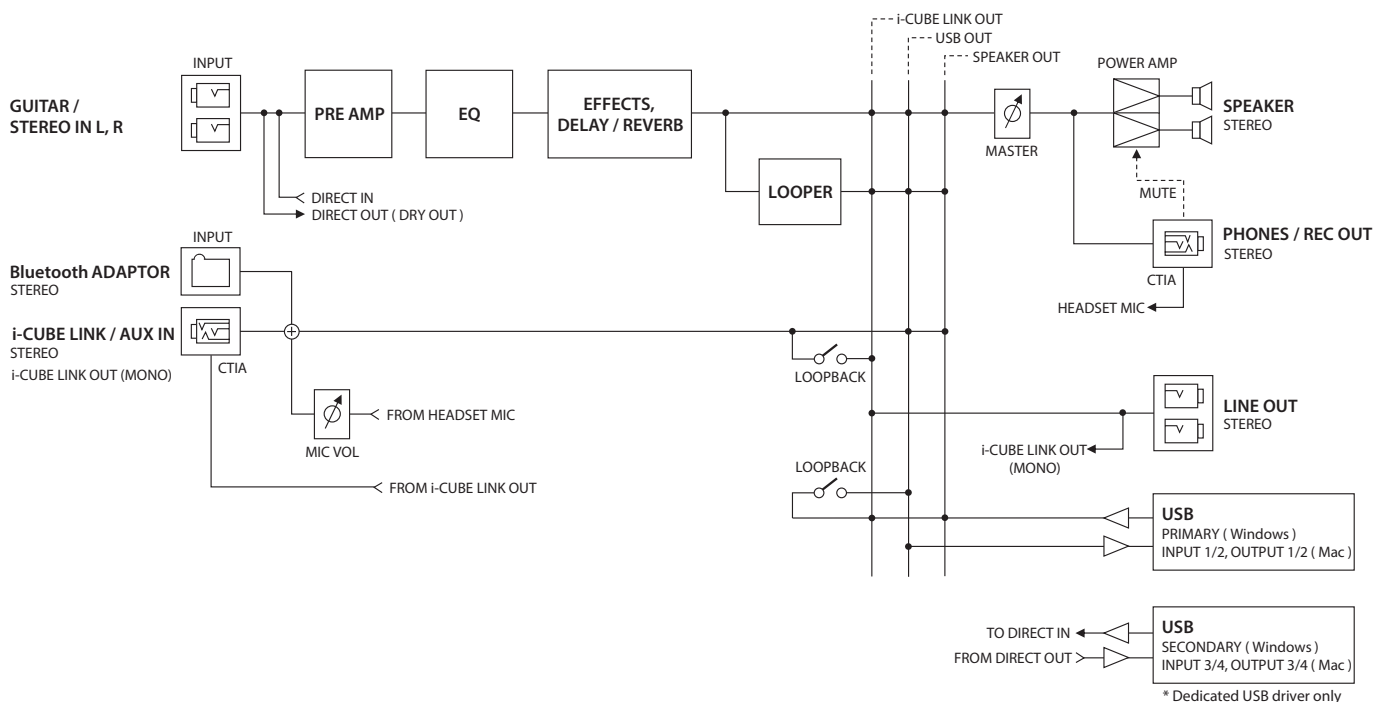 i-CUBE LINK OUT
USB OUT
SPEAKER OUT
INPUT
POWER AMP
GUITAR /
STEREO IN L, R
PRE AMP
EQ
EFFECTS,
DELAY / REVERB
MASTER
SPEAKER
STEREO
LOOPER
MUTE
DIRECT IN
DIRECT OUT ( DRY OUT )
PHONES / REC OUT
STEREO
CTIA
HEADSET MIC
INPUT
Bluetooth ADAPTOR
STEREO
i-CUBE LINK / AUX IN
STEREO
i-CUBE LINK OUT (MONO)
CTIA
LOOPBACK
FROM HEADSET MIC
MIC VOL
LINE OUT
STEREO
i-CUBE LINK OUT
(MONO)
FROM i-CUBE LINK OUT
LOOPBACK
USB
PRIMARY ( Windows )
INPUT 1/2, OUTPUT 1/2 ( Mac )
TO DIRECT IN
FROM DIRECT OUT
USB
SECONDARY ( Windows )
INPUT 3/4, OUTPUT 3/4 ( Mac )
* Dedicated USB driver only